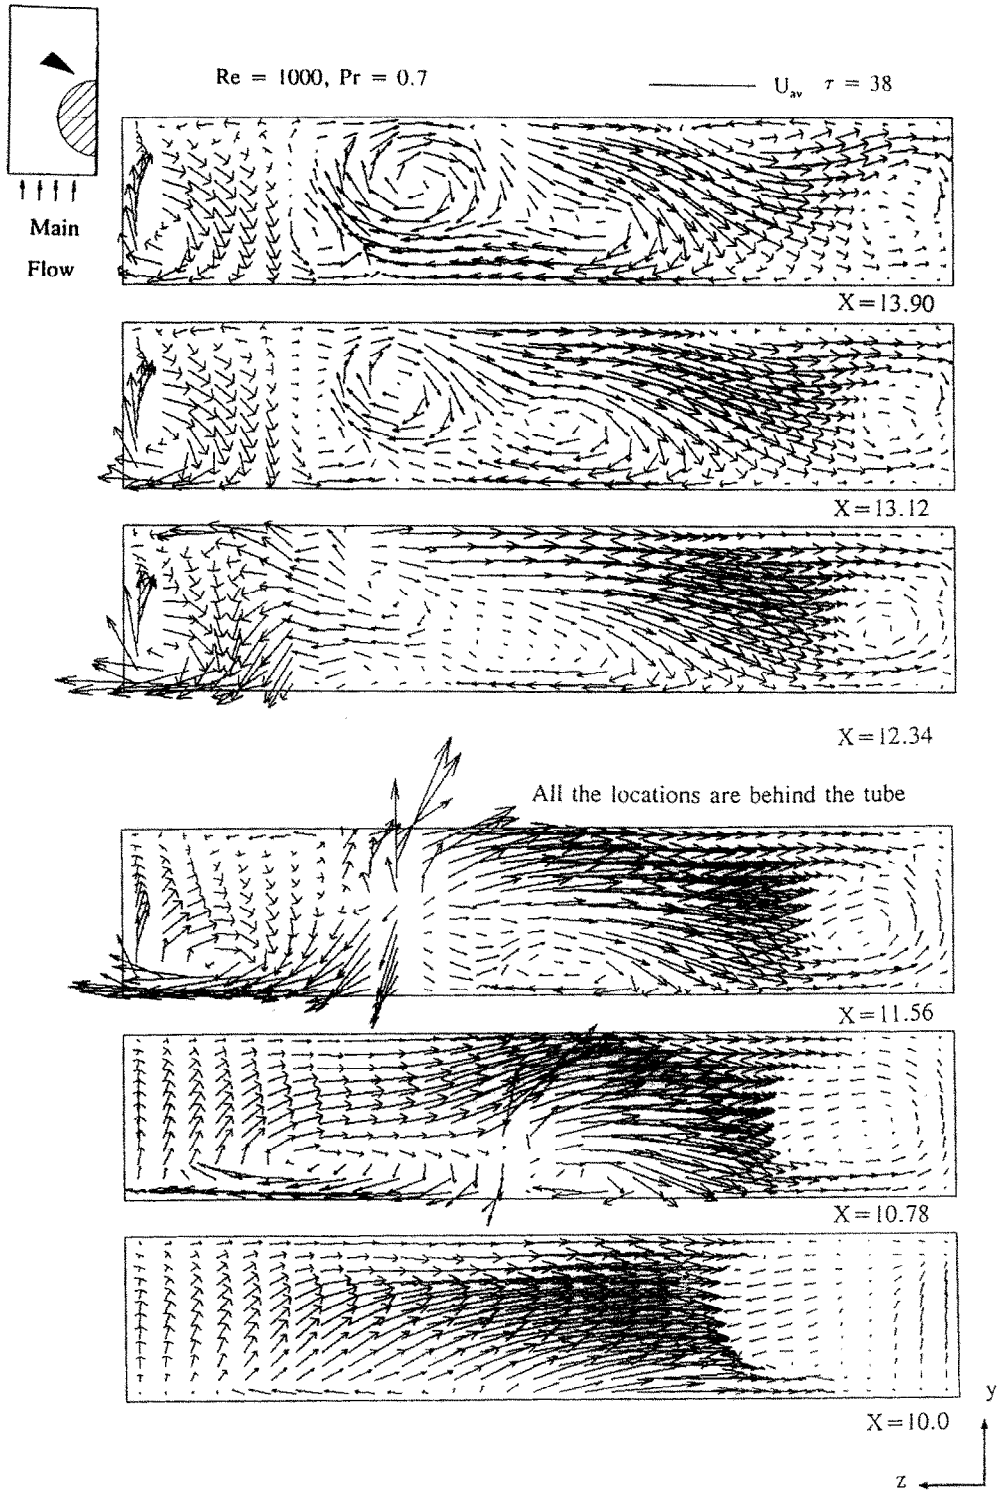 Re = 1000, Pr = 0.7
U_av τ = 38
Main
Flow
X=13.90
X=13.12
X=12.34
All the locations are behind the tube
X=11.56
X=10.78
X=10.0
y
z